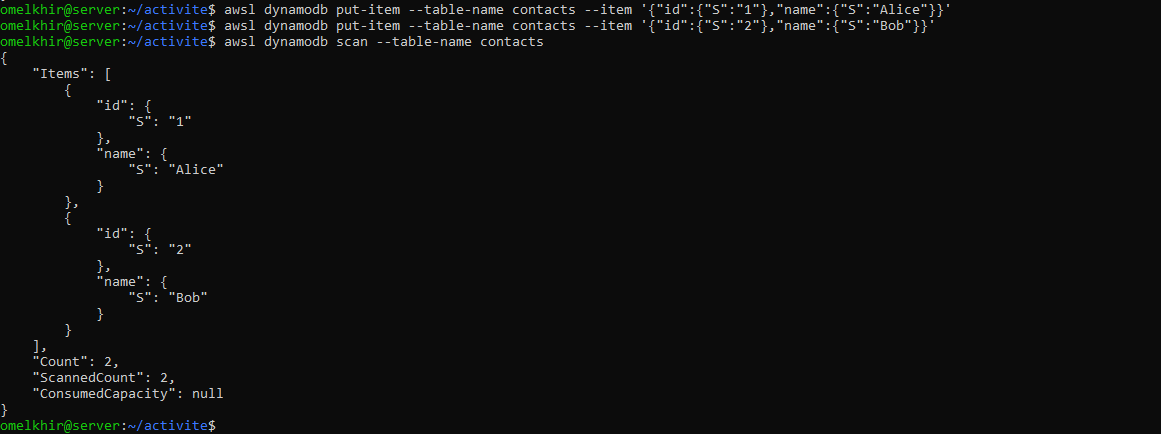 omelkhir@server:~/activite$ awsl dynamodb put-item --table-name contacts --item '{"id":{"S":"1"},"name":{"S":"Alice"}}'
omelkhir@server:~/activite$ awsl dynamodb put-item --table-name contacts --item '{"id":{"S":"2"},"name":{"S":"Bob"}}'
omelkhir@server:~/activite$ awsl dynamodb scan --table-name contacts
{
    "Items": [
        {
            "id": {
                "S": "1"
            },
            "name": {
                "S": "Alice"
            }
        },
        {
            "id": {
                "S": "2"
            },
            "name": {
                "S": "Bob"
            }
        }
    ],
    "Count": 2,
    "ScannedCount": 2,
    "ConsumedCapacity": null
}
omelkhir@server:~/activite$